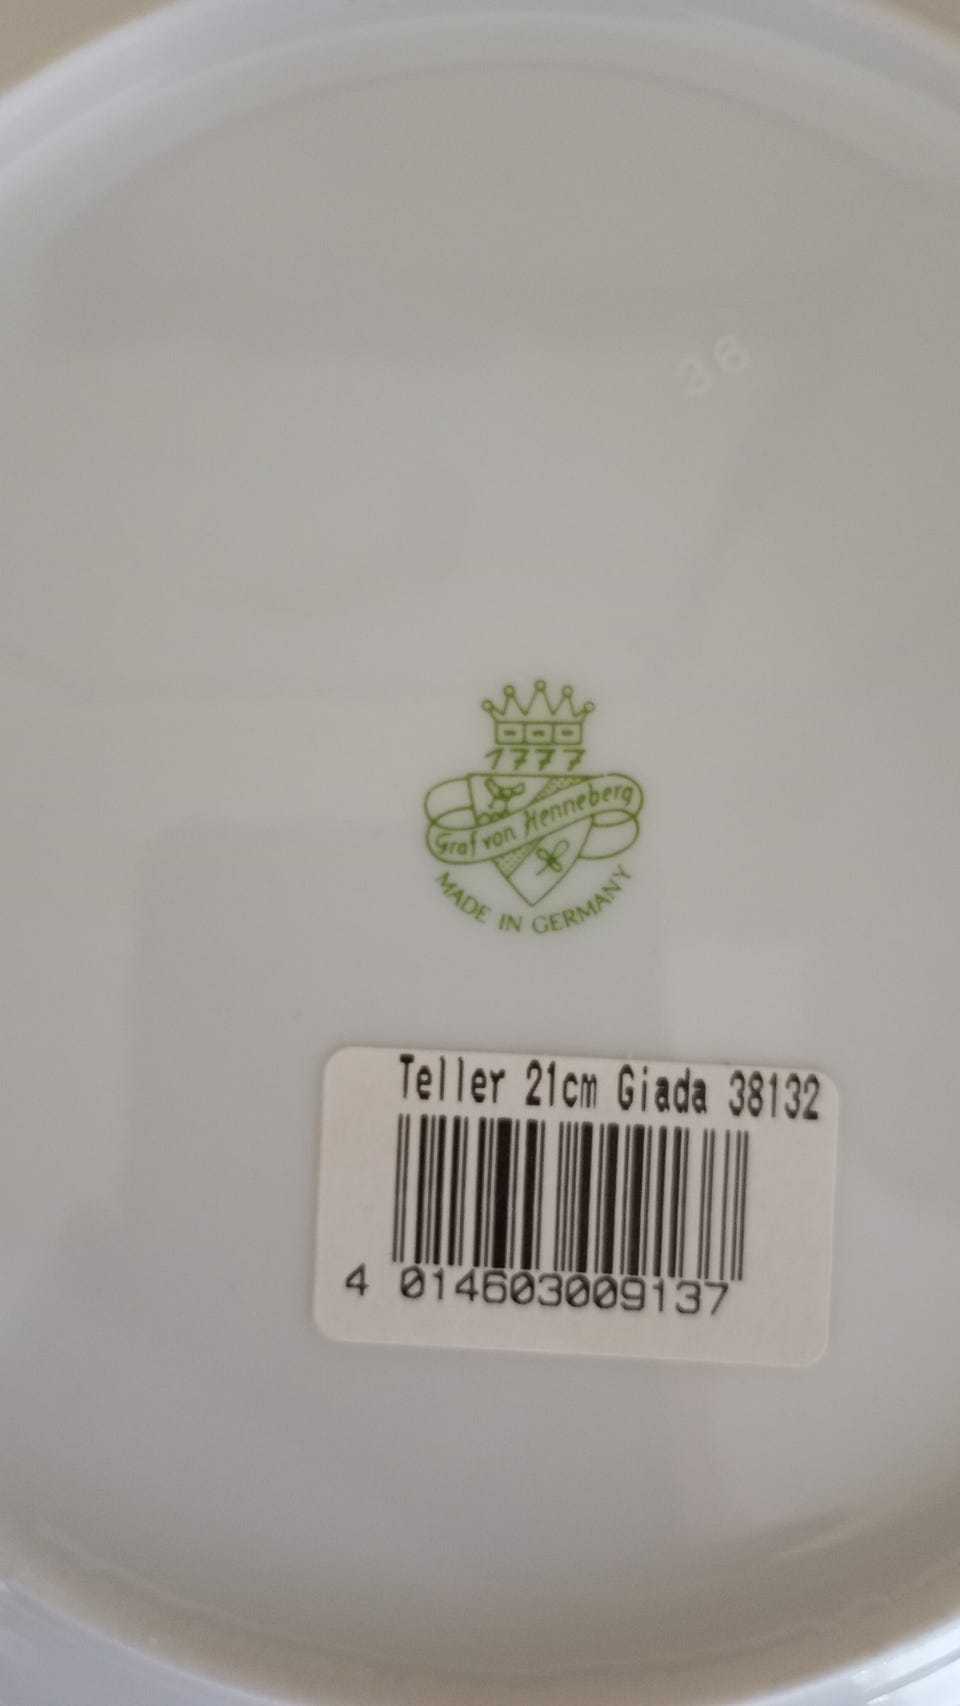 36
1777
Graf von Henneberg
MADE IN GERMANY
Teller 21cm Giada 38132
4 014603009137